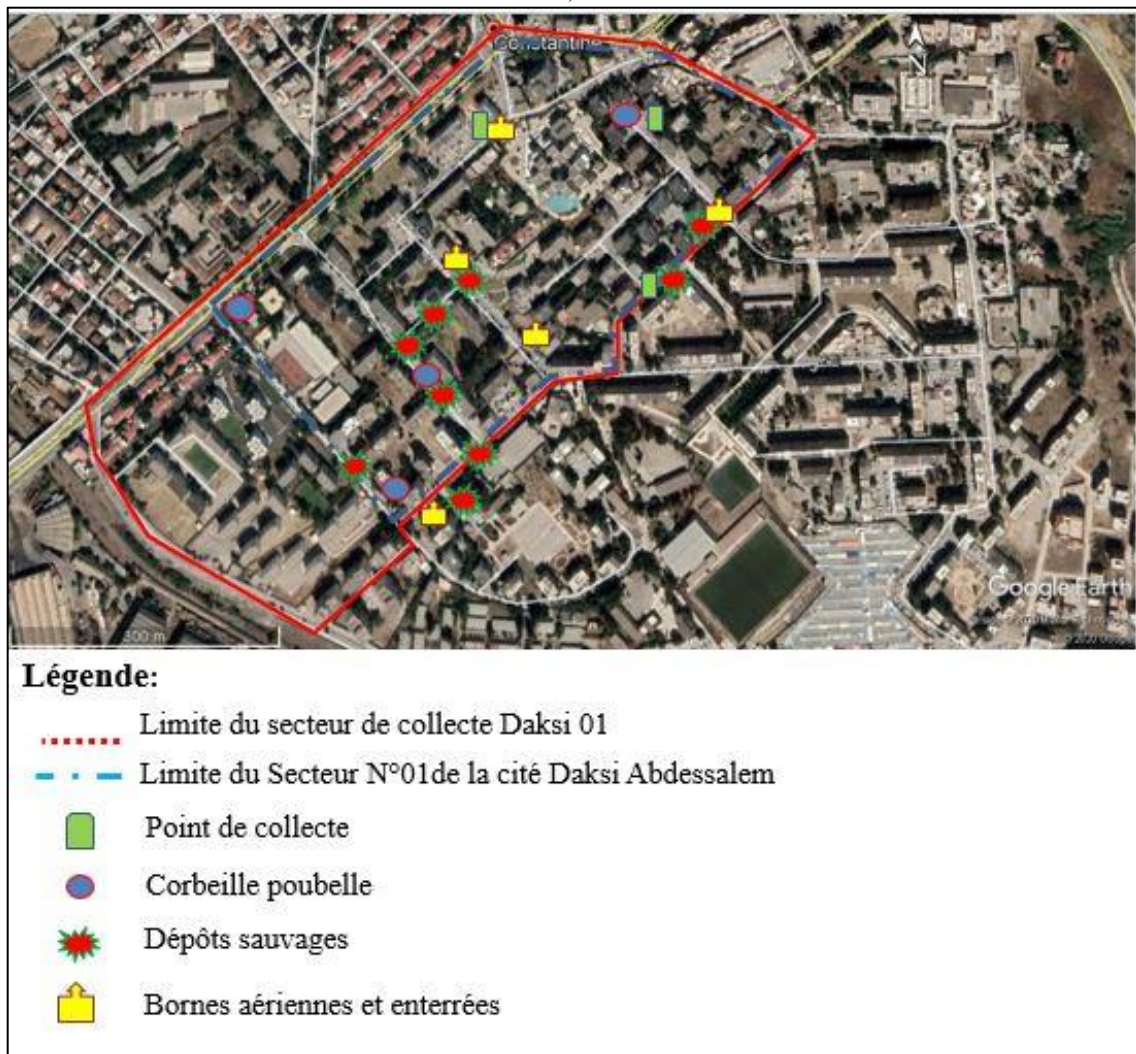 Constantine
N
Google Earth
300 m
Légende:
Limite du secteur de collecte Daksi 01
Limite du Secteur N°01de la cité Daksi Abdessalem
Point de collecte
Corbeille poubelle
Dépôts sauvages
Bornes aériennes et enterrées